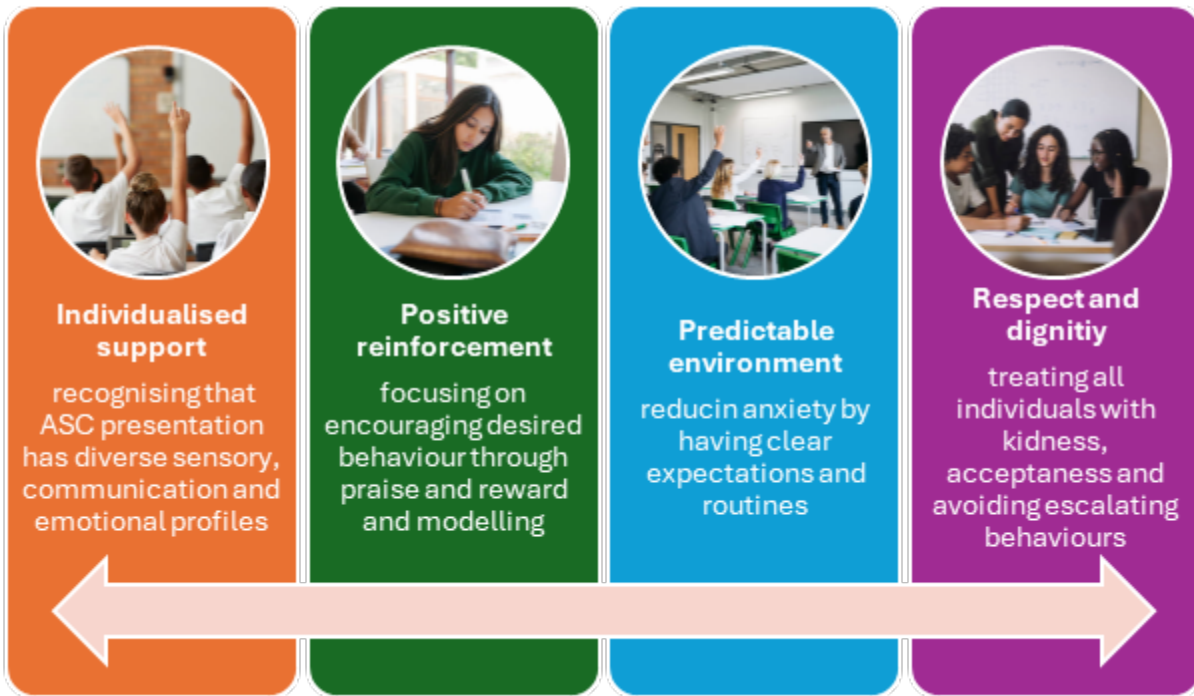 Individualised
support
recognising that
ASC presentation
has diverse sensory,
communication and
emotional profiles
Positive
reinforcement
focusing on
encouraging desired
behaviour through
praise and reward
and modelling
Predictable
environment
reducin anxiety by
having clear
expectations and
routines
Respect and
dignitiy
treating all
individuals with
kidness,
acceptaness and
avoiding escalating
behaviours